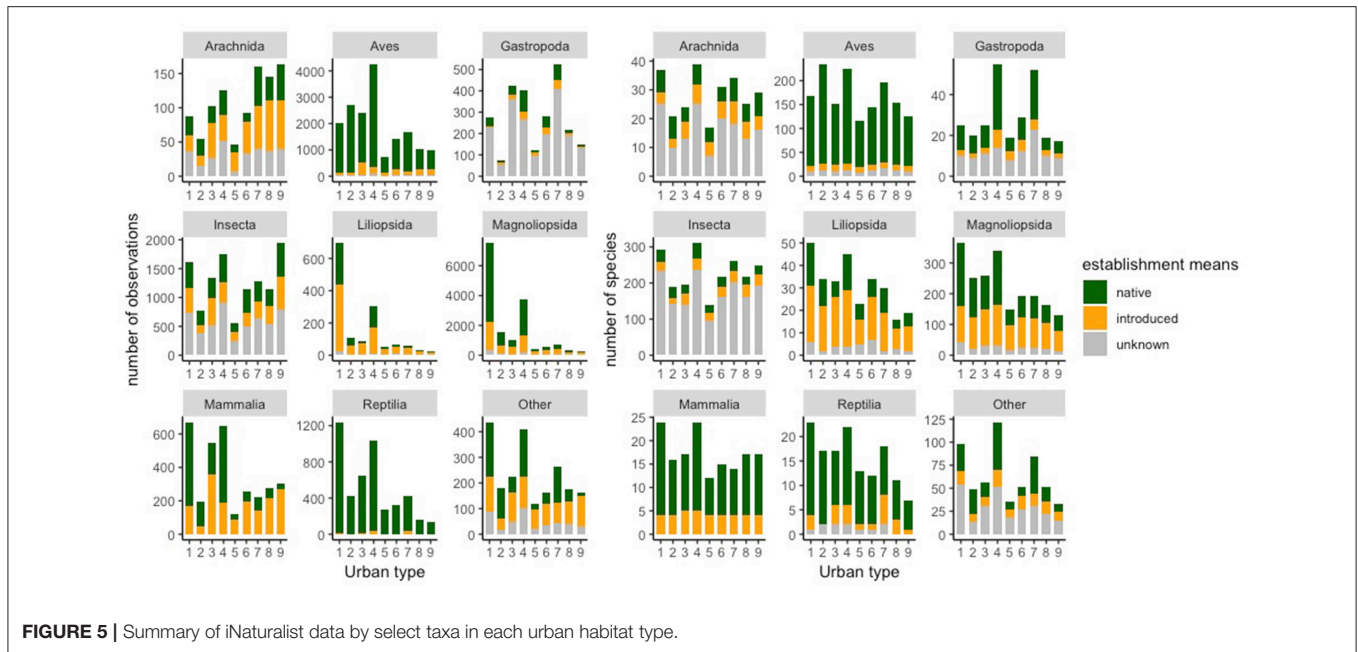 Arachnida Aves Gastropoda Arachnida Aves Gastropoda
150 100 50 0
4000 3000 2000 1000 0
500 400 300 200 100 0
40 30 20 10 0
200 150 100 50 0
40 20 0
1 2 3 4 5 6 7 8 9 1 2 3 4 5 6 7 8 9 1 2 3 4 5 6 7 8 9 1 2 3 4 5 6 7 8 9 1 2 3 4 5 6 7 8 9 1 2 3 4 5 6 7 8 9
number of observations
number of species
Insecta Liliopsida Magnoliopsida Insecta Liliopsida Magnoliopsida
2000 1500 1000 500 0
600 400 200 0
6000 4000 2000 0
300 200 100 0
50 40 30 20 10 0
300 200 100 0
1 2 3 4 5 6 7 8 9 1 2 3 4 5 6 7 8 9 1 2 3 4 5 6 7 8 9 1 2 3 4 5 6 7 8 9 1 2 3 4 5 6 7 8 9 1 2 3 4 5 6 7 8 9
establishment means
native
introduced
unknown
Mammalia Reptilia Other Mammalia Reptilia Other
600 400 200 0
1200 800 400 0
400 300 200 100 0
25 20 15 10 5 0
20 15 10 5 0
125 100 75 50 25 0
1 2 3 4 5 6 7 8 9 1 2 3 4 5 6 7 8 9 1 2 3 4 5 6 7 8 9 1 2 3 4 5 6 7 8 9 1 2 3 4 5 6 7 8 9 1 2 3 4 5 6 7 8 9
Urban type Urban type
FIGURE 5 | Summary of iNaturalist data by select taxa in each urban habitat type.